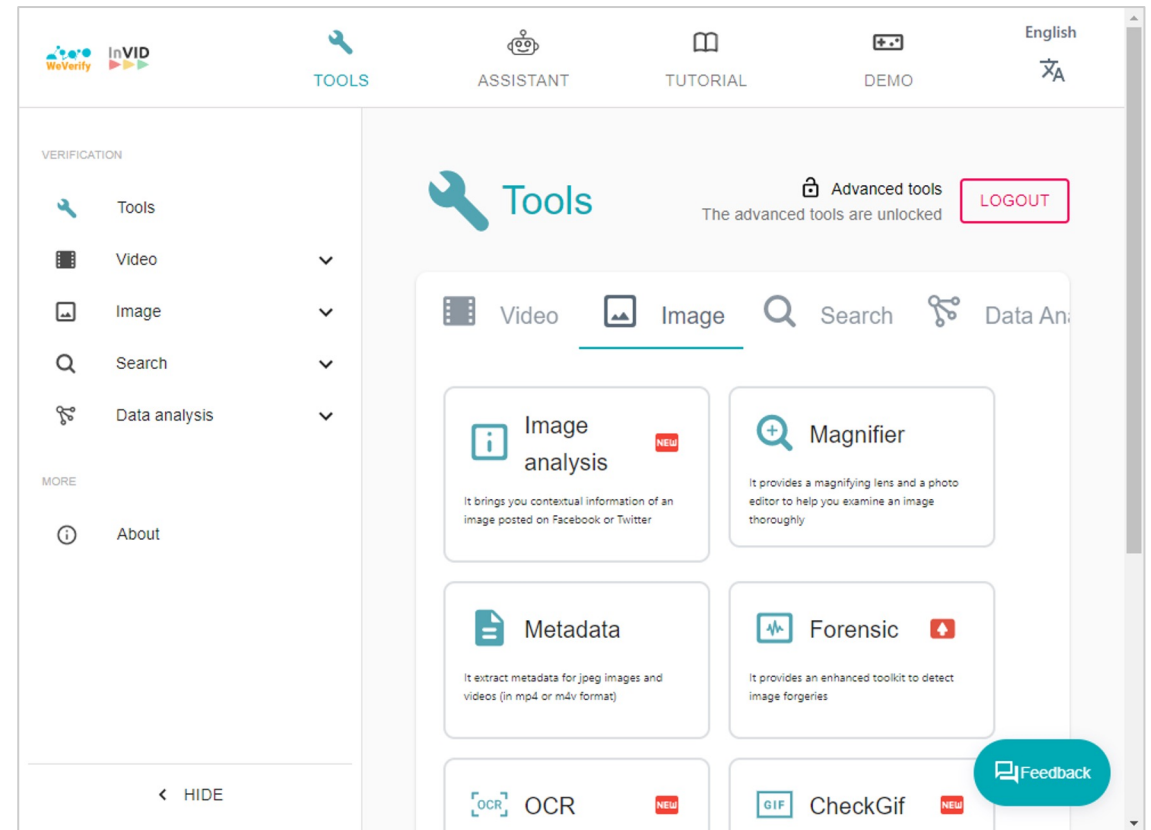 WeVerify
InVID
TOOLS
ASSISTANT
TUTORIAL
DEMO
English
VERIFICATION
Tools
Video
Image
Search
Data analysis
MORE
About
HIDE
Tools
Advanced tools
The advanced tools are unlocked
LOGOUT
Video
Image
Search
Data Ana
Image
analysis
NEW
It brings you contextual information of an
image posted on Facebook or Twitter
Magnifier
It provides a magnifying lens and a photo
editor to help you examine an image
thoroughly
Metadata
It extract metadata for jpeg images and
videos (in mp4 or m4v format)
Forensic
It provides an enhanced toolkit to detect
image forgeries
OCR
OCR
NEW
GIF
CheckGif
NEW
Feedback